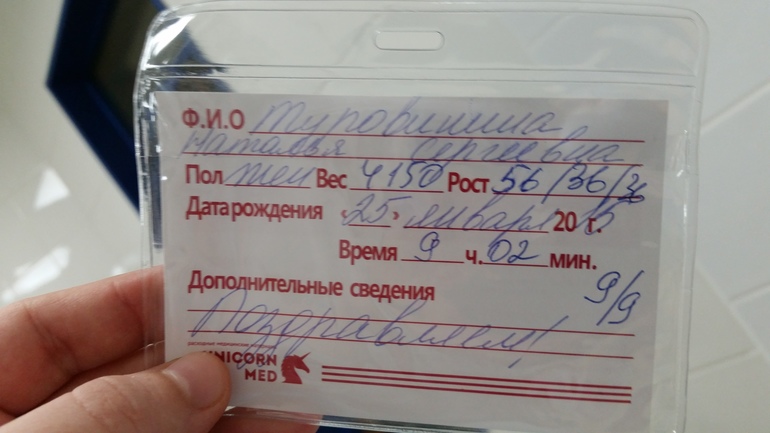 Ф.И.О
Наталья Сергеевна
Пол жен Вес 4150 Рост 56/36/36
Дата рождения «25» января 20 г.
Время 9 ч. 02 мин.
Дополнительные сведения 9/9
Поздравляем!
UNICORN
MED